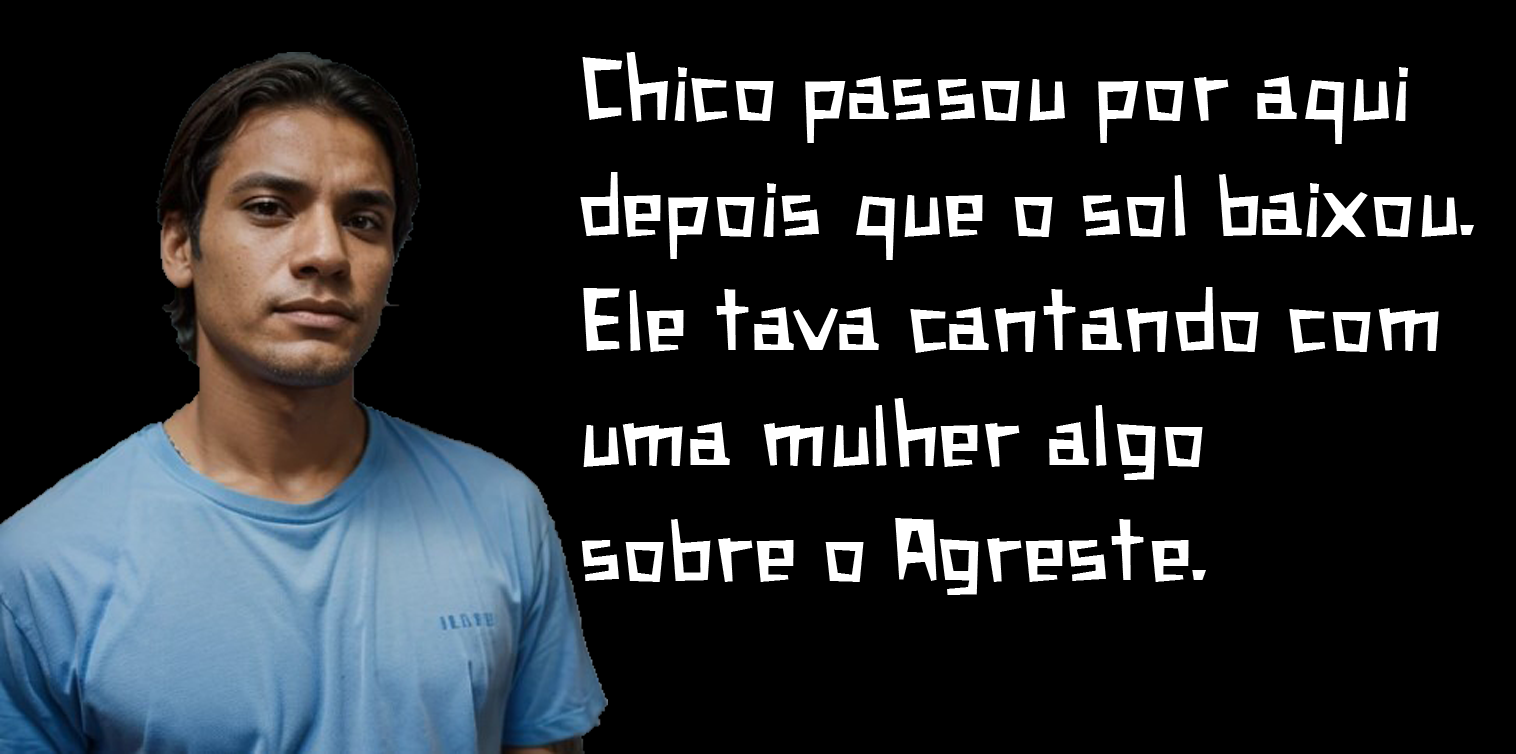 Chico passou por aqui
depois que o sol baixou.
Ele tava cantando com
uma mulher algo
sobre o Agreste.